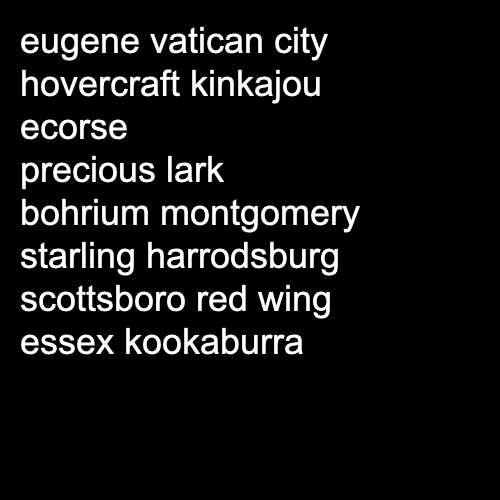 eugene vatican city
hovercraft kinkajou
ecorse
precious lark
bohrium montgomery
starling harrodsburg
scottsboro red wing
essex kookaburra